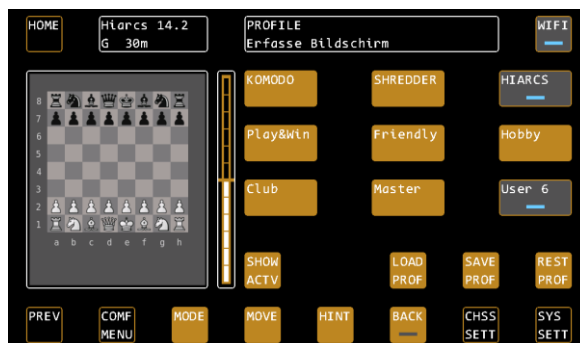 HOME
Hiarcs 14.2
G 30m
PROFILE
Erfasse Bildschirm
WIFI
KOMODO
SHREDDER
HIARCS
Play&Win
Friendly
Hobby
Club
Master
User 6
8
7
6
5
4
3
2
1
a b c d e f g h
SHOW
ACTV
LOAD
PROF
SAVE
PROF
REST
PROF
PREV
COMF
MENU
MODE
MOVE
HINT
BACK
CHSS
SETT
SYS
SETT